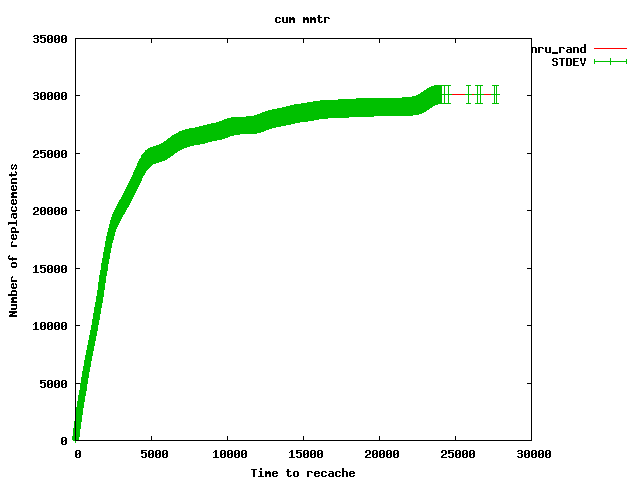 cum mmtr
35000
30000
25000
20000
15000
10000
5000
0
Number of replacements
0 5000 10000 15000 20000 25000 30000
Time to recache
nru_rand
STDEV